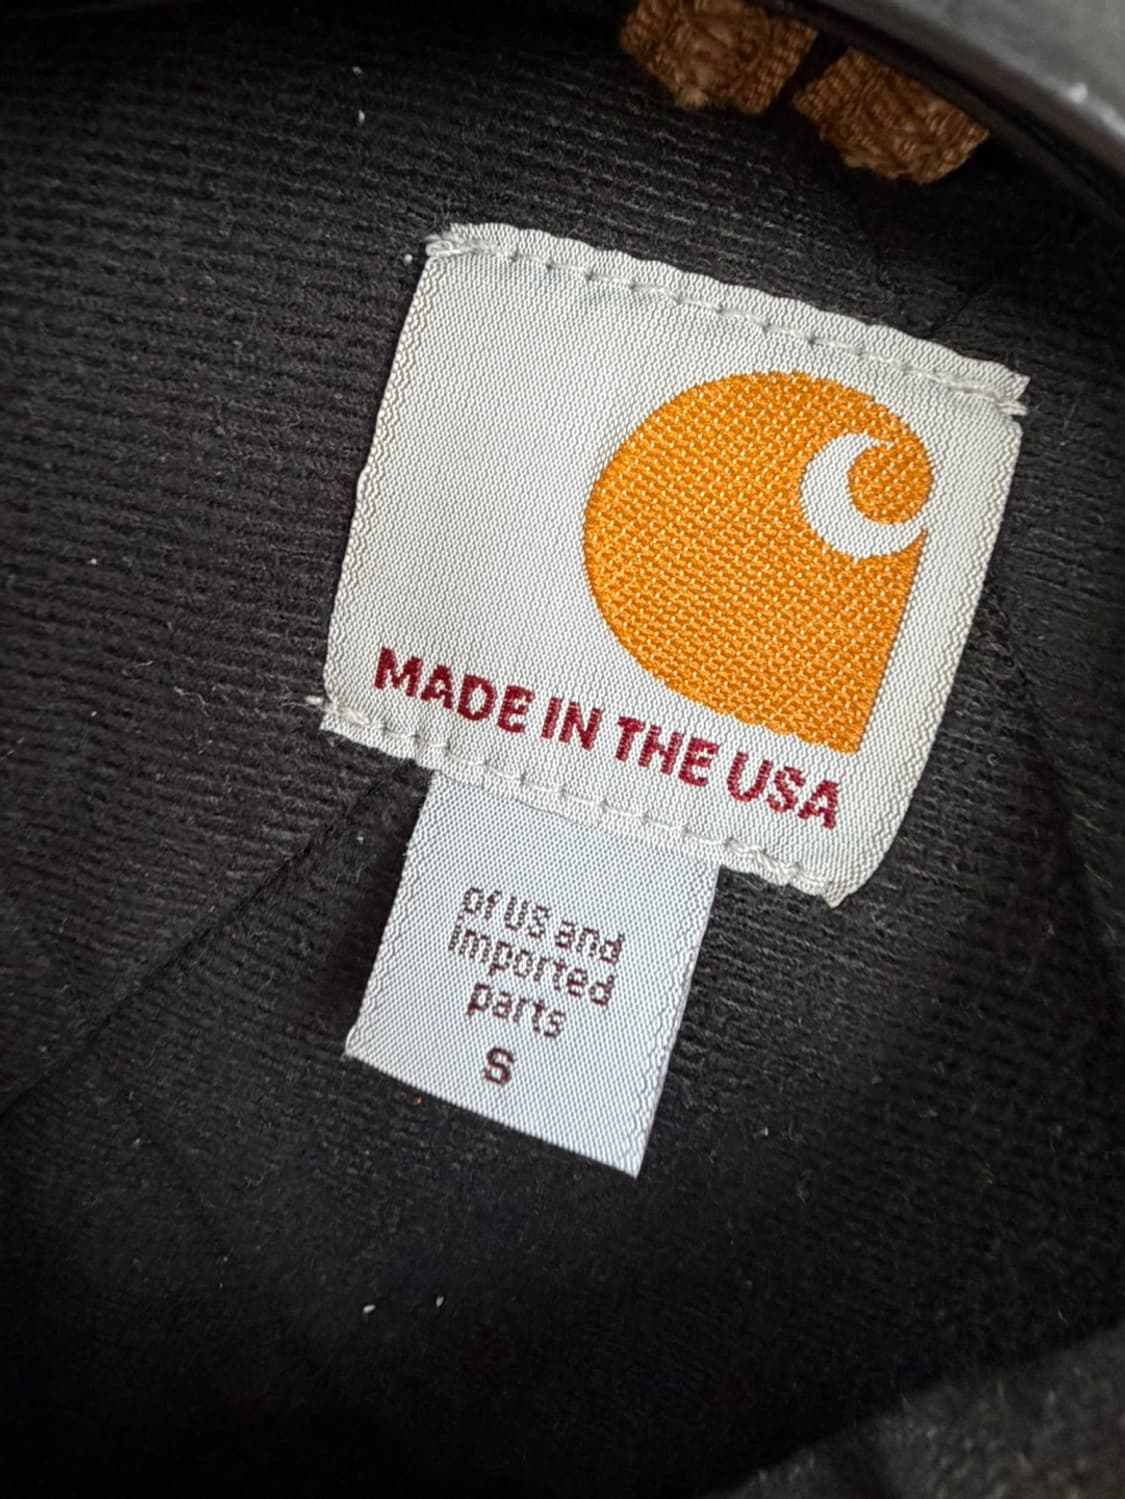 MADE IN THE USA
of US and
imported
parts
S